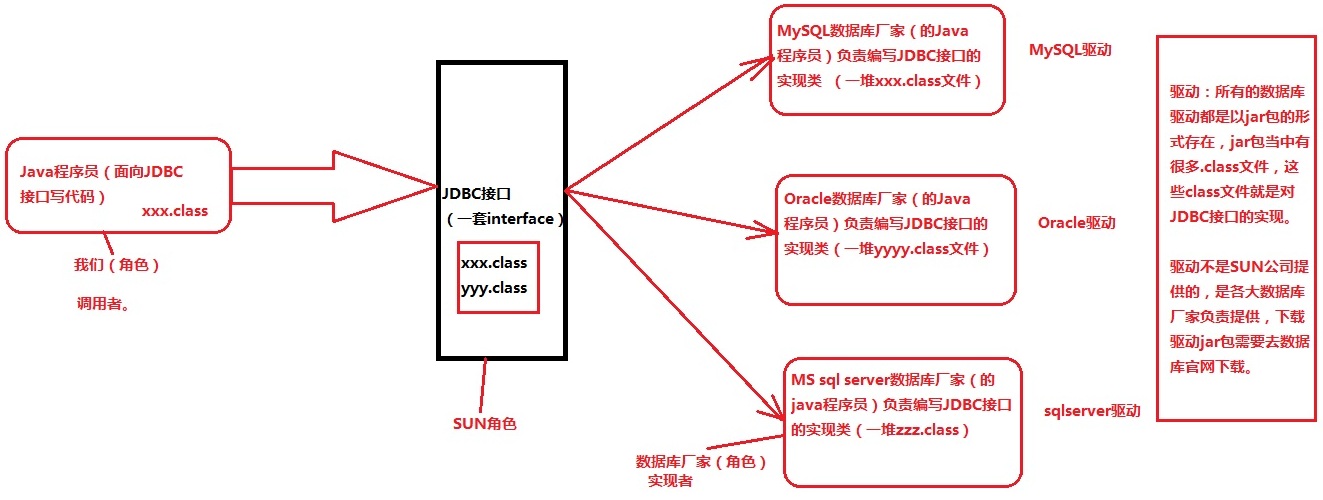 Java程序员（面向JDBC
接口写代码）
xxx.class
我们（角色）
调用者。
JDBC接口
（一套interface）
xxx.class
yyy.class
SUN角色
MySQL数据库厂家（的Java
程序员）负责编写JDBC接口的
实现类 （一堆xxx.class文件）
MySQL驱动
Oracle数据库厂家（的Java
程序员）负责编写JDBC接口的
实现类（一堆yyyy.class文件）
Oracle驱动
MS sql server数据库厂家（的
java程序员）负责编写JDBC接口
的实现类（一堆zzz.class）
sqlserver驱动
数据库厂家（角色）
实现者
驱动：所有的数据库
驱动都是以jar包的形
式存在，jar包当中有
很多.class文件，这
些class文件就是对
JDBC接口的实现。
驱动不是SUN公司提
供的，是各大数据库
厂家负责提供，下载
驱动jar包需要去数据
库官网下载。